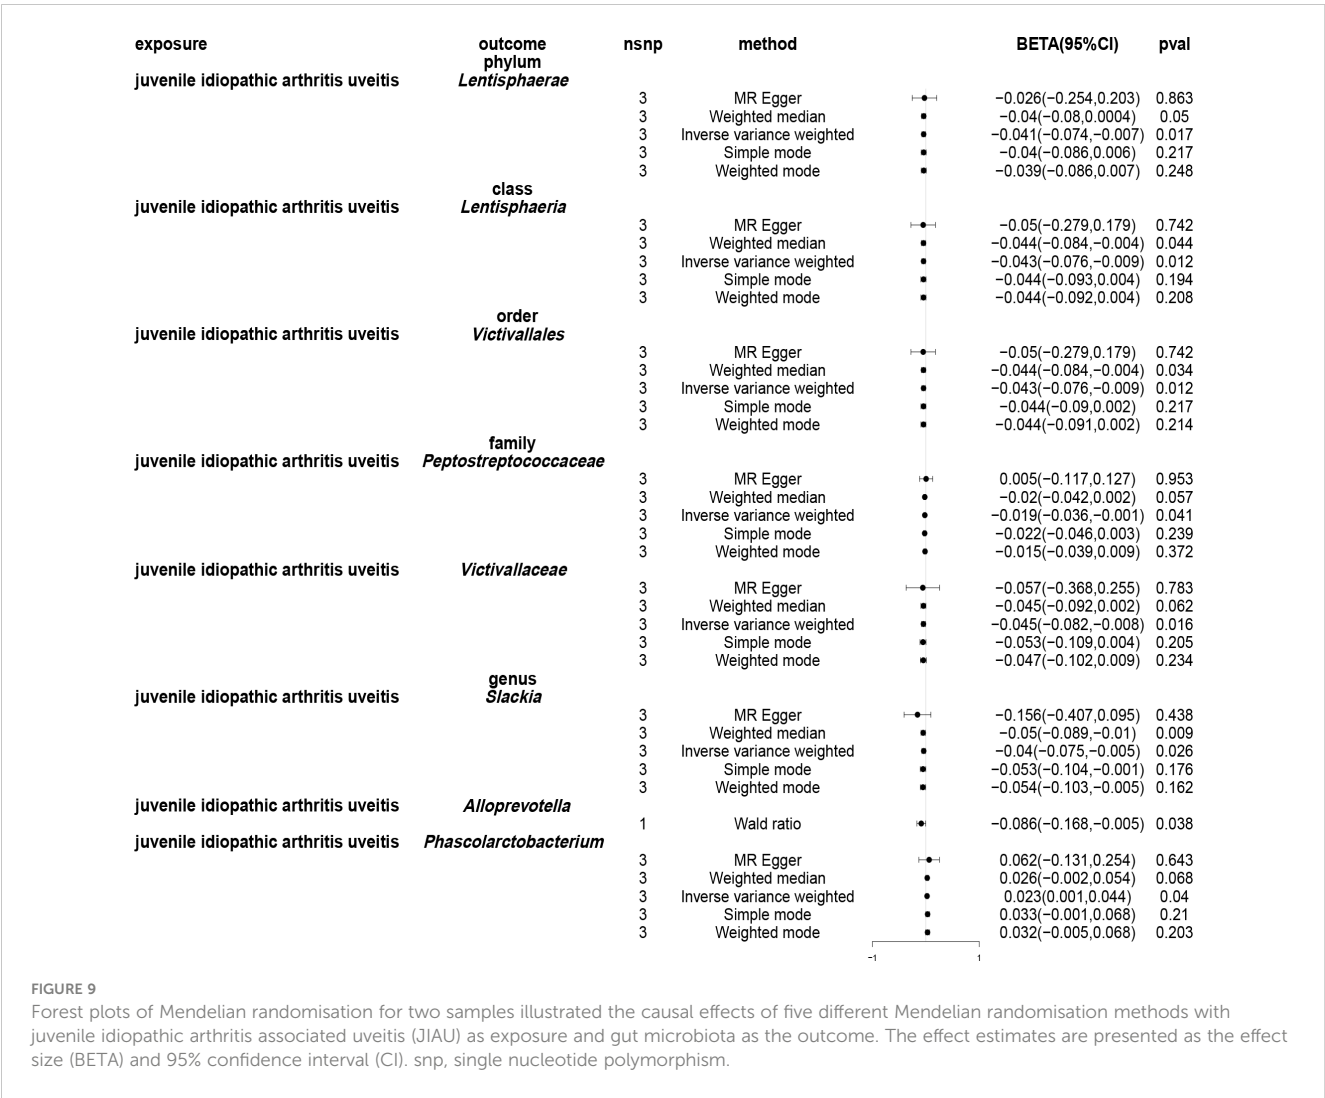 exposure outcome nsnp method BETA(95%CI) pval
phylum
juvenile idiopathic arthritis uveitis Lentisphaerae
3 MR Egger −0.026(−0.254,0.203) 0.863
3 Weighted median −0.04(−0.08,0.0004) 0.05
3 Inverse variance weighted −0.041(−0.074,−0.007) 0.017
3 Simple mode −0.04(−0.086,0.006) 0.217
3 Weighted mode −0.039(−0.086,0.007) 0.248
class
juvenile idiopathic arthritis uveitis Lentisphaeria
3 MR Egger −0.05(−0.279,0.179) 0.742
3 Weighted median −0.044(−0.084,−0.004) 0.044
3 Inverse variance weighted −0.043(−0.076,−0.009) 0.012
3 Simple mode −0.044(−0.093,0.004) 0.194
3 Weighted mode −0.044(−0.092,0.004) 0.208
order
juvenile idiopathic arthritis uveitis Victivallales
3 MR Egger −0.05(−0.279,0.179) 0.742
3 Weighted median −0.044(−0.084,−0.004) 0.034
3 Inverse variance weighted −0.043(−0.076,−0.009) 0.012
3 Simple mode −0.044(−0.09,0.002) 0.217
3 Weighted mode −0.044(−0.091,0.002) 0.214
family
juvenile idiopathic arthritis uveitis Peptostreptococcaceae
3 MR Egger 0.005(−0.117,0.127) 0.953
3 Weighted median −0.02(−0.042,0.002) 0.057
3 Inverse variance weighted −0.019(−0.036,−0.001) 0.041
3 Simple mode −0.022(−0.046,0.003) 0.239
3 Weighted mode −0.015(−0.039,0.009) 0.372
juvenile idiopathic arthritis uveitis Victivallaceae
3 MR Egger −0.057(−0.368,0.255) 0.783
3 Weighted median −0.045(−0.092,0.002) 0.062
3 Inverse variance weighted −0.045(−0.082,−0.008) 0.016
3 Simple mode −0.053(−0.109,0.004) 0.205
3 Weighted mode −0.047(−0.102,0.009) 0.234
genus
juvenile idiopathic arthritis uveitis Slackia
3 MR Egger −0.156(−0.407,0.095) 0.438
3 Weighted median −0.05(−0.089,−0.01) 0.009
3 Inverse variance weighted −0.04(−0.075,−0.005) 0.026
3 Simple mode −0.053(−0.104,−0.001) 0.176
3 Weighted mode −0.054(−0.103,−0.005) 0.162
juvenile idiopathic arthritis uveitis Alloprevotella
1 Wald ratio −0.086(−0.168,−0.005) 0.038
juvenile idiopathic arthritis uveitis Phascolarctobacterium
3 MR Egger 0.062(−0.131,0.254) 0.643
3 Weighted median 0.026(−0.002,0.054) 0.068
3 Inverse variance weighted 0.023(0.001,0.044) 0.04
3 Simple mode 0.033(−0.001,0.068) 0.21
3 Weighted mode 0.032(−0.005,0.068) 0.203
−1 1
FIGURE 9
Forest plots of Mendelian randomisation for two samples illustrated the causal effects of five different Mendelian randomisation methods with
juvenile idiopathic arthritis associated uveitis (JIAU) as exposure and gut microbiota as the outcome. The effect estimates are presented as the effect
size (BETA) and 95% confidence interval (CI). snp, single nucleotide polymorphism.